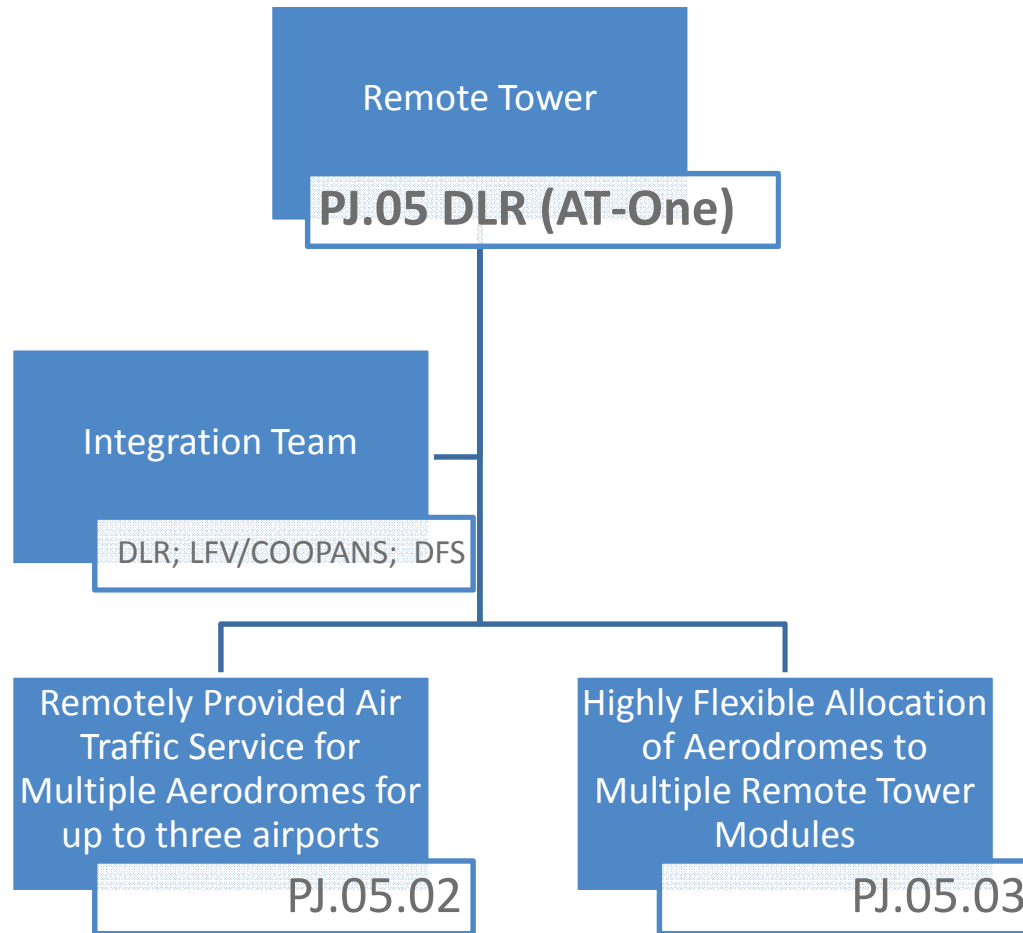 Remote Tower
PJ.05 DLR (AT-One)
Integration Team
DLR; LFV/COOPANS; DFS
Remotely Provided Air
Traffic Service for
Multiple Aerodromes for
up to three airports
PJ.05.02
Highly Flexible Allocation
of Aerodromes to
Multiple Remote Tower
Modules
PJ.05.03